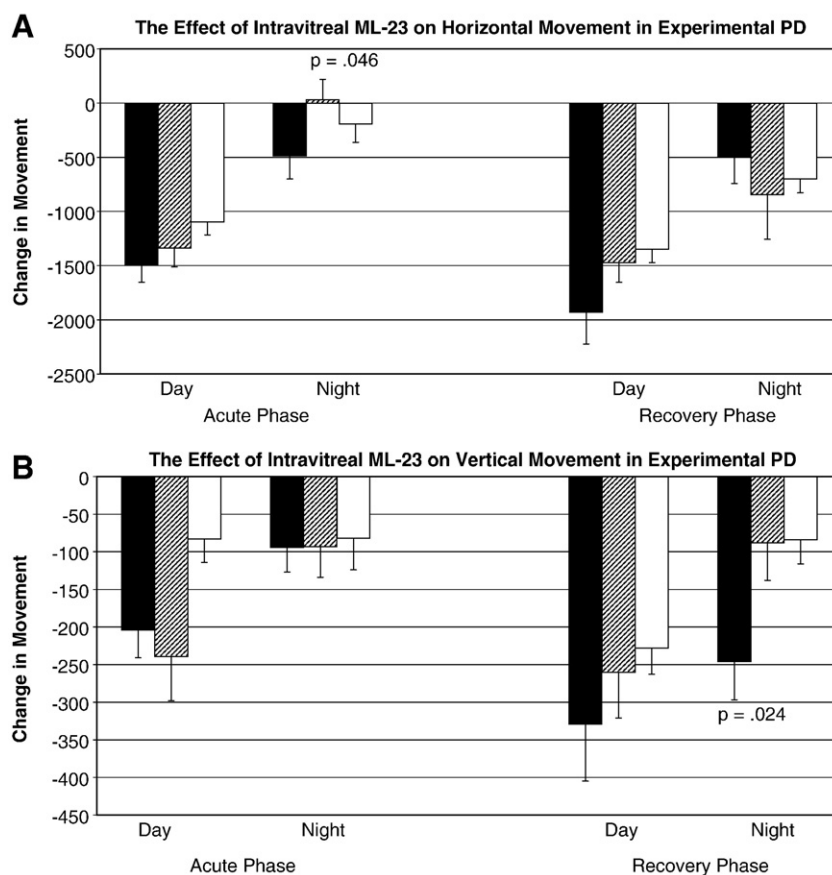 A
The Effect of Intravitreal ML-23 on Horizontal Movement in Experimental PD
500
p = .046
0
-500
-1000
-1500
-2000
-2500
Change in Movement
Day
Night
Day
Night
Acute Phase
Recovery Phase
B
The Effect of Intravitreal ML-23 on Vertical Movement in Experimental PD
0
-50
-100
-150
-200
-250
-300
-350
-400
-450
Change in Movement
p = .024
Day
Night
Day
Night
Acute Phase
Recovery Phase